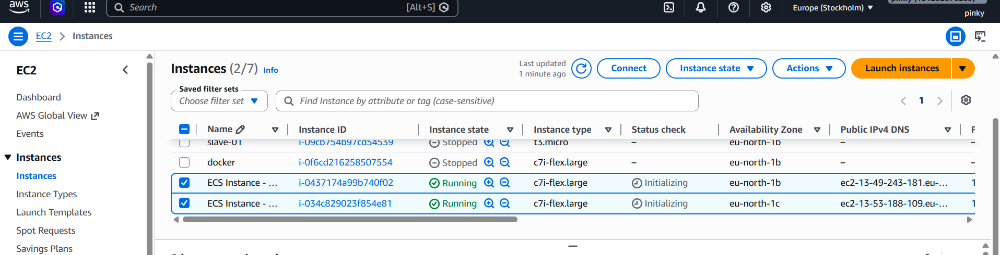 aws
Search
[Alt+S]
Europe (Stockholm)
pinky
EC2
Instances
EC2
Dashboard
AWS Global View
Events
Instances
Instances
Instance Types
Launch Templates
Spot Requests
Savings Plans
Instances (2/7) Info
Last updated
1 minute ago
Connect
Instance state
Actions
Launch instances
Saved filter sets
Choose filter set
Find Instance by attribute or tag (case-sensitive)
1
Name Instance ID Instance state Instance type Status check Availability Zone Public IPv4 DNS
slave-01 i-09cb754b97cd54539 Stopped t3.micro – eu-north-1b – –
docker i-0f6cd216258507554 Stopped c7i-flex.large – eu-north-1b – –
ECS Instance - ... i-0437174a99b740f02 Running c7i-flex.large Initializing eu-north-1b ec2-13-49-243-181.eu-... 1
ECS Instance - ... i-034c829023f854e81 Running c7i-flex.large Initializing eu-north-1c ec2-13-53-188-109.eu-... 1